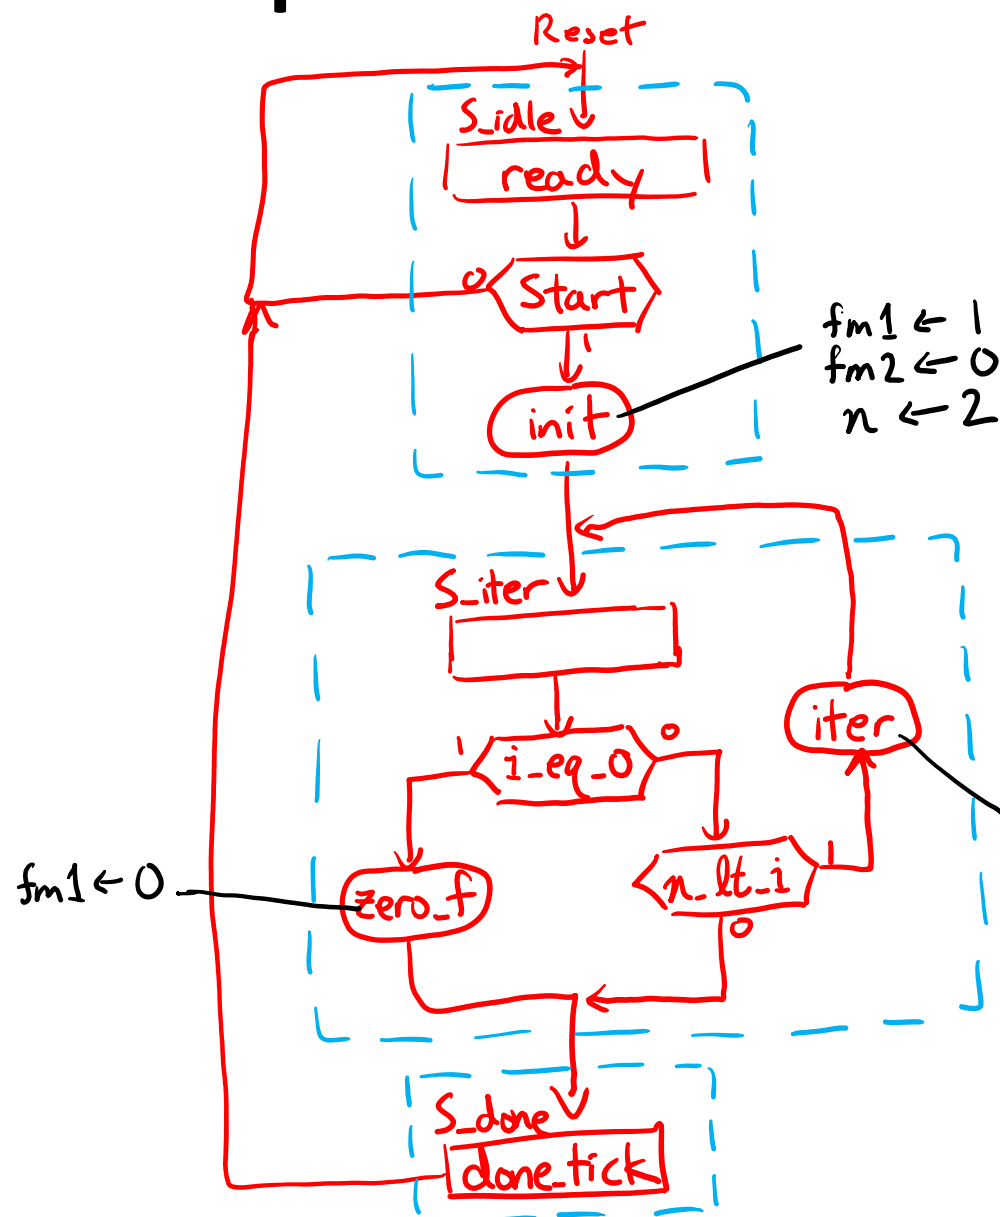 Reset
S_idle
ready
0
Start
1
init
fm1 ← 1
fm2 ← 0
n ← 2
S_iter
iter
1
i_eq_0
0
n_lt_i
1
fm1 ← 0
zero_f
0
S_done
done_tick